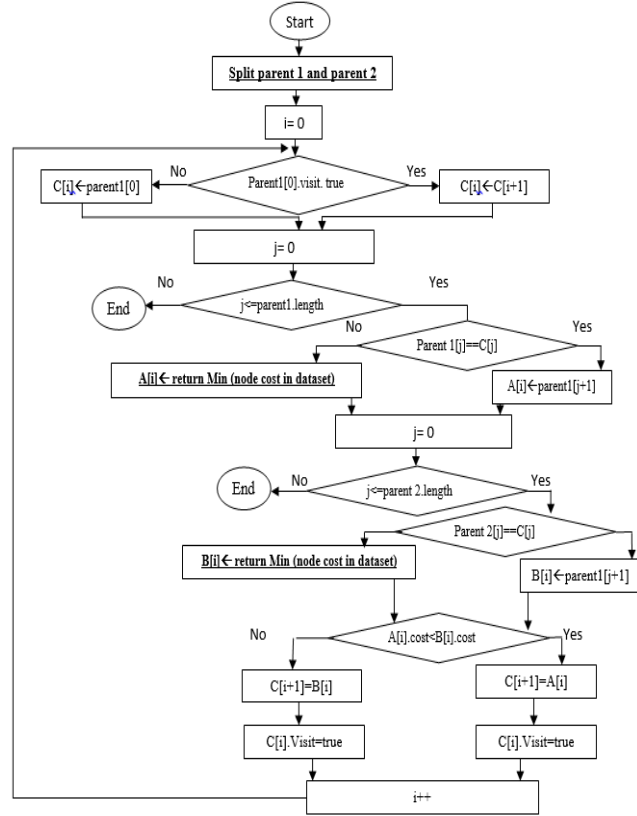 Start
Split parent 1 and parent 2
i= 0
No
Parent1[0].visit. true
Yes
C[i]←parent1[0]
C[i]←C[i+1]
j= 0
No
j<=parent1.length
Yes
End
No
Parent 1[j]==C[j]
Yes
A[i]← return Min (node cost in dataset)
A[i]←parent1[j+1]
j= 0
No
j<=parent 2.length
Yes
End
Parent 2[j]==C[j]
B[i]← return Min (node cost in dataset)
B[i]←parent1[j+1]
No
A[i].cost<B[i].cost
Yes
C[i+1]=B[i]
C[i+1]=A[i]
C[i].Visit=true
C[i].Visit=true
i++